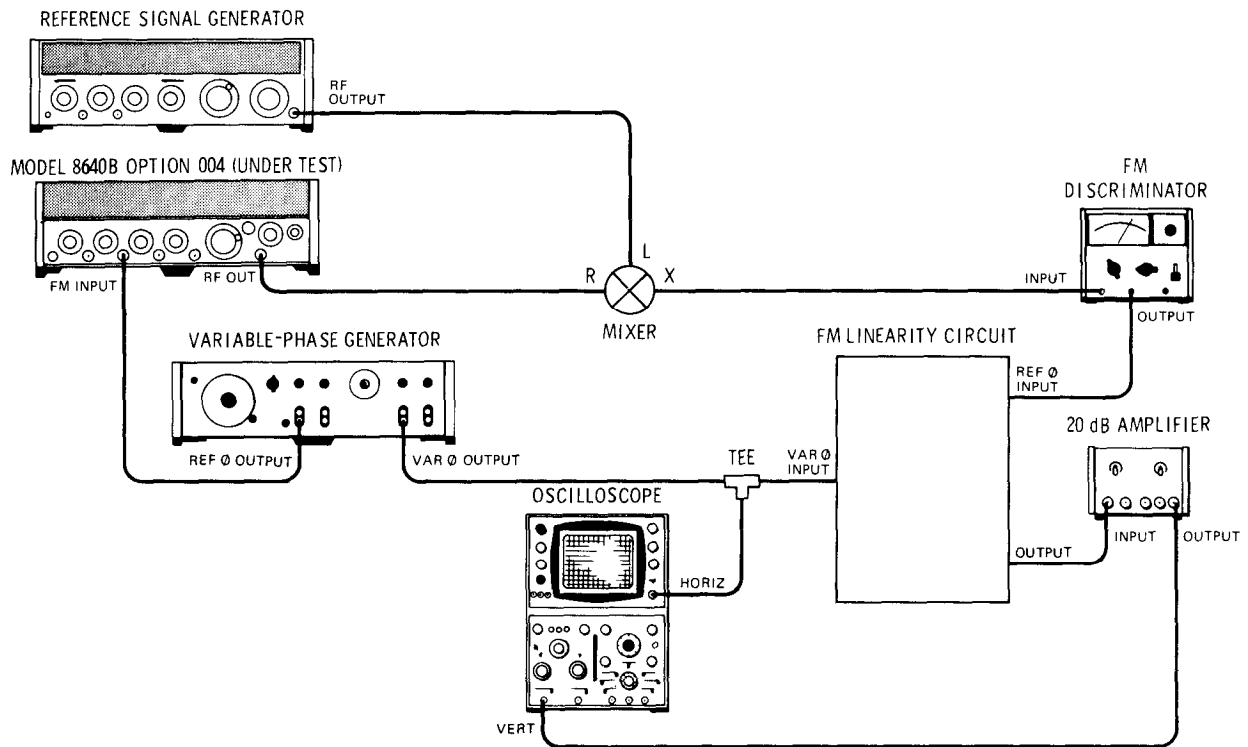 REFERENCE SIGNAL GENERATOR
RF
OUTPUT
MODEL 8640B OPTION 004 (UNDER TEST)
FM INPUT
RF OUT
R
L
X
MIXER
FM
DISCRIMINATOR
INPUT
OUTPUT
VARIABLE-PHASE GENERATOR
REF Ø OUTPUT
VAR Ø OUTPUT
FM LINEARITY CIRCUIT
REF Ø
INPUT
TEE
VAR Ø
INPUT
20 dB AMPLIFIER
INPUT
OUTPUT
OUTPUT
OSCILLOSCOPE
HORIZ
VERT